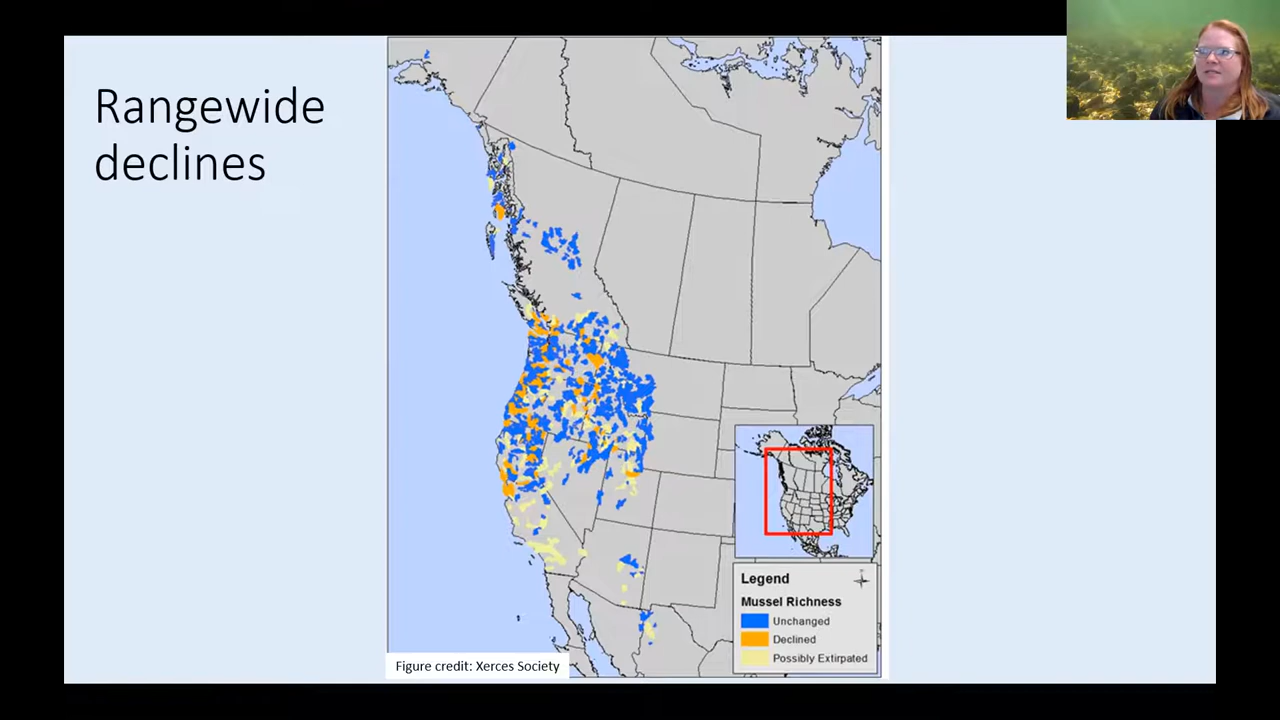 Rangewide
declines
Legend
Mussel Richness
Unchanged
Declined
Possibly Extirpated
Figure credit: Xerces Society